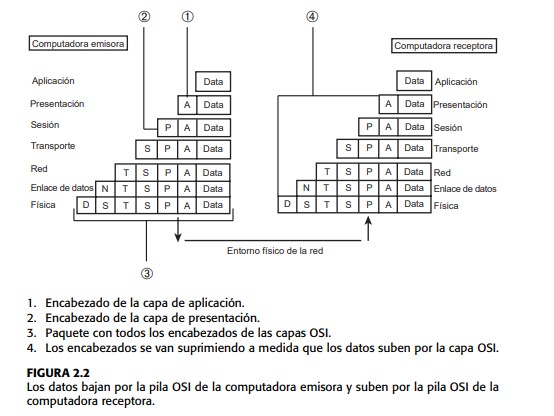 ② ① ④
Computadora emisora Computadora receptora
Aplicación Data Data Aplicación
Presentación A Data A Data Presentación
Sesión P A Data P A Data Sesión
Transporte S P A Data S P A Data Transporte
Red T S P A Data T S P A Data Red
Enlace de datos N T S P A Data N T S P A Data Enlace de datos
Física D S T S P A Data D S T S P A Data Física
Entorno físico de la red
③
1. Encabezado de la capa de aplicación.
2. Encabezado de la capa de presentación.
3. Paquete con todos los encabezados de las capas OSI.
4. Los encabezados se van suprimiendo a medida que los datos suben por la capa OSI.
FIGURA 2.2
Los datos bajan por la pila OSI de la computadora emisora y suben por la pila OSI de la
computadora receptora.